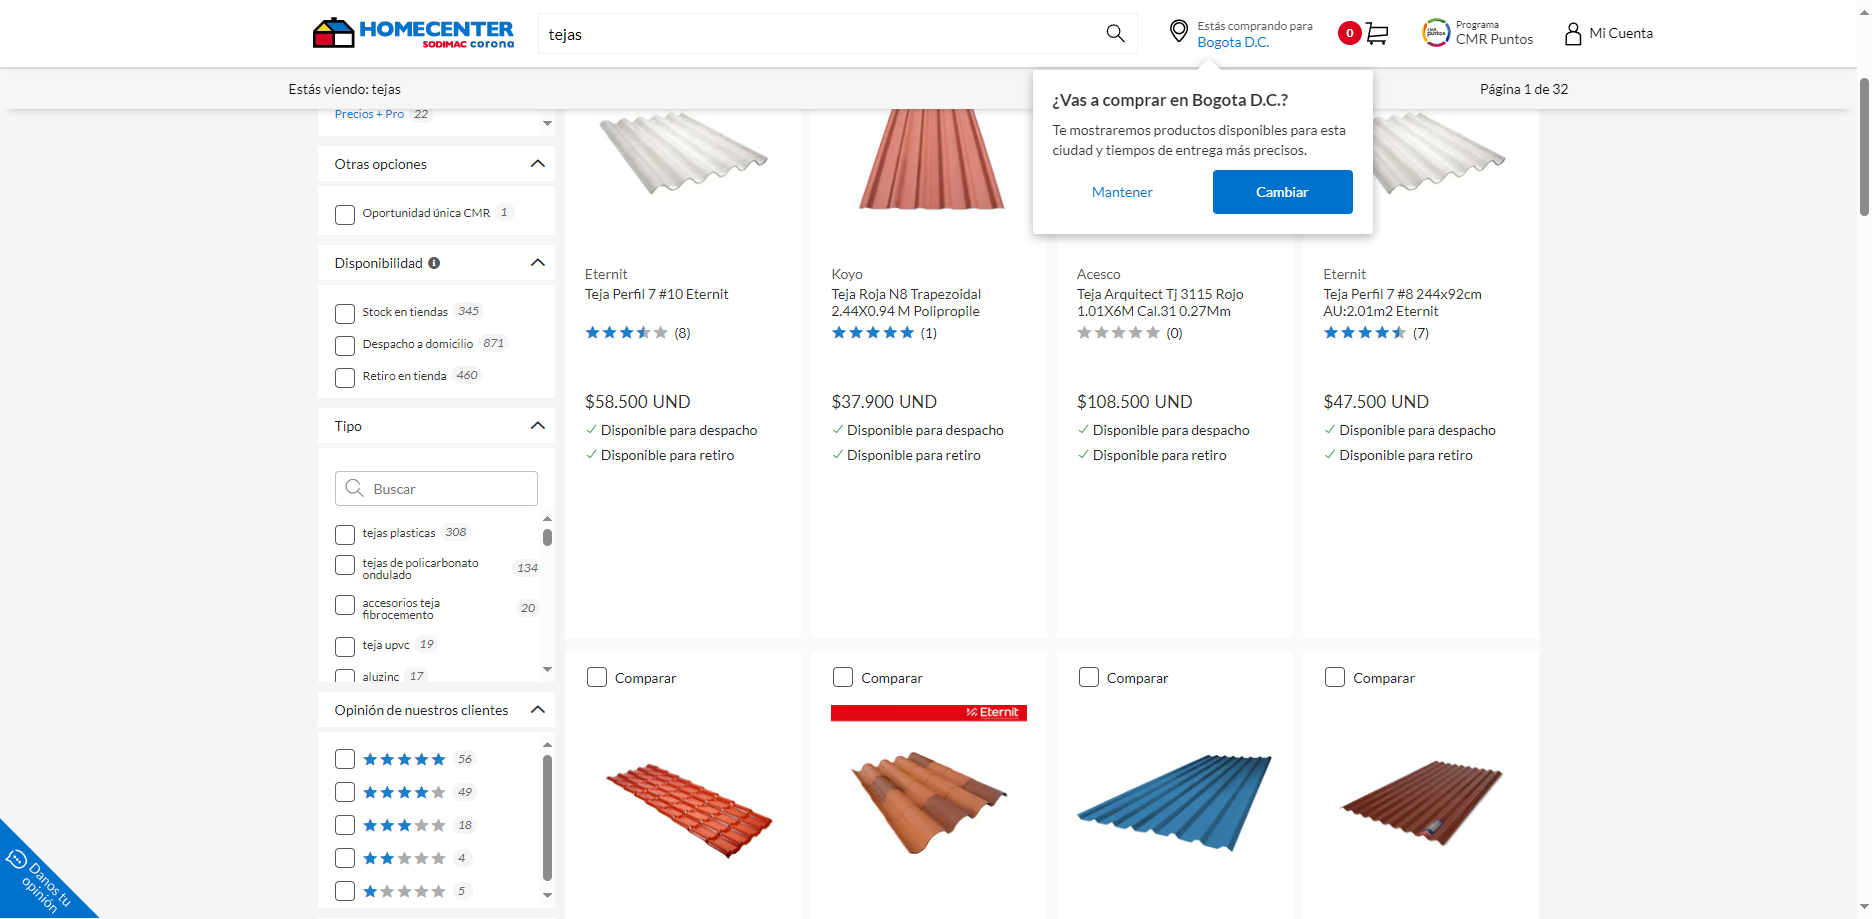 HOMECENTER
SODIMAC corona
tejas
Estás comprando para
Bogota D.C.
0
CMR puntos
Programa
CMR Puntos
Mi Cuenta
Estás viendo: tejas
Página 1 de 32
¿Vas a comprar en Bogota D.C.?
Te mostraremos productos disponibles para esta
ciudad y tiempos de entrega más precisos.
Mantener
Cambiar
Precios + Pro 22
Otras opciones
Oportunidad única CMR 1
Disponibilidad
Stock en tiendas 345
Despacho a domicilio 871
Retiro en tienda 460
Tipo
Buscar
tejas plasticas 308
tejas de policarbonato
ondulado 134
accesorios teja
fibrocemento 20
teja upvc 19
aluzinc 17
Opinión de nuestros clientes
56
49
18
4
5
Danos tu
opinión
Eternit
Teja Perfil 7 #10 Eternit
(8)
$58.500 UND
Disponible para despacho
Disponible para retiro
Koyo
Teja Roja N8 Trapezoidal
2.44X0.94 M Polipropile
(1)
$37.900 UND
Disponible para despacho
Disponible para retiro
Acesco
Teja Arquitect Tj 3115 Rojo
1.01X6M Cal.31 0.27Mm
(0)
$108.500 UND
Disponible para despacho
Disponible para retiro
Eternit
Teja Perfil 7 #8 244x92cm
AU:2.01m2 Eternit
(7)
$47.500 UND
Disponible para despacho
Disponible para retiro
Comparar
Comparar
Eternit
Comparar
Comparar